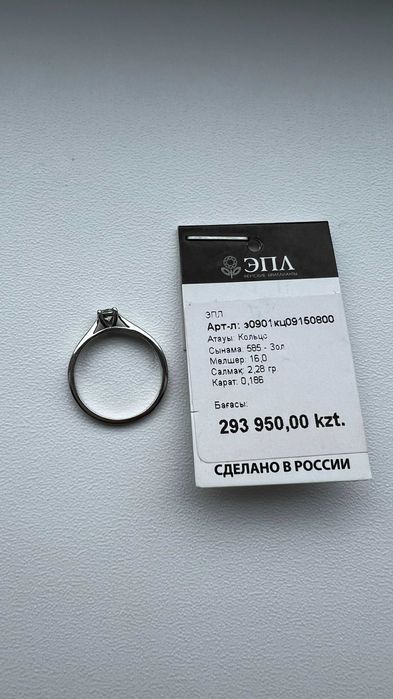 ЭПЛ
ЯКУТСКИЕ БРИЛЛИАНТЫ
ЭПЛ
Арт-л: э0901кц09150800
Атауы: Кольцо
Сынама: 585 - Зол
Мөлшер: 16,0
Салмақ: 2,28 гр
Карат: 0,186
Бағасы:
293 950,00 kzt.
СДЕЛАНО В РОССИИ